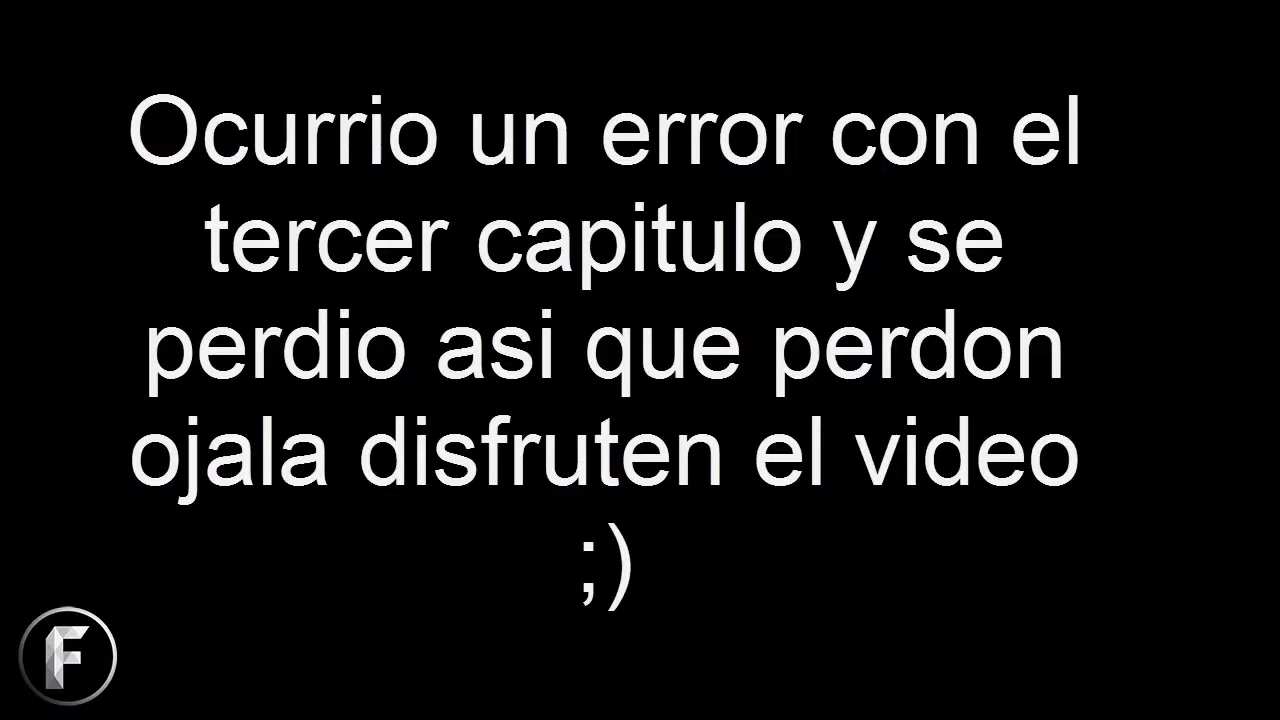 Ocurrio un error con el
tercer capitulo y se
perdio asi que perdon
ojala disfruten el video
;)
F